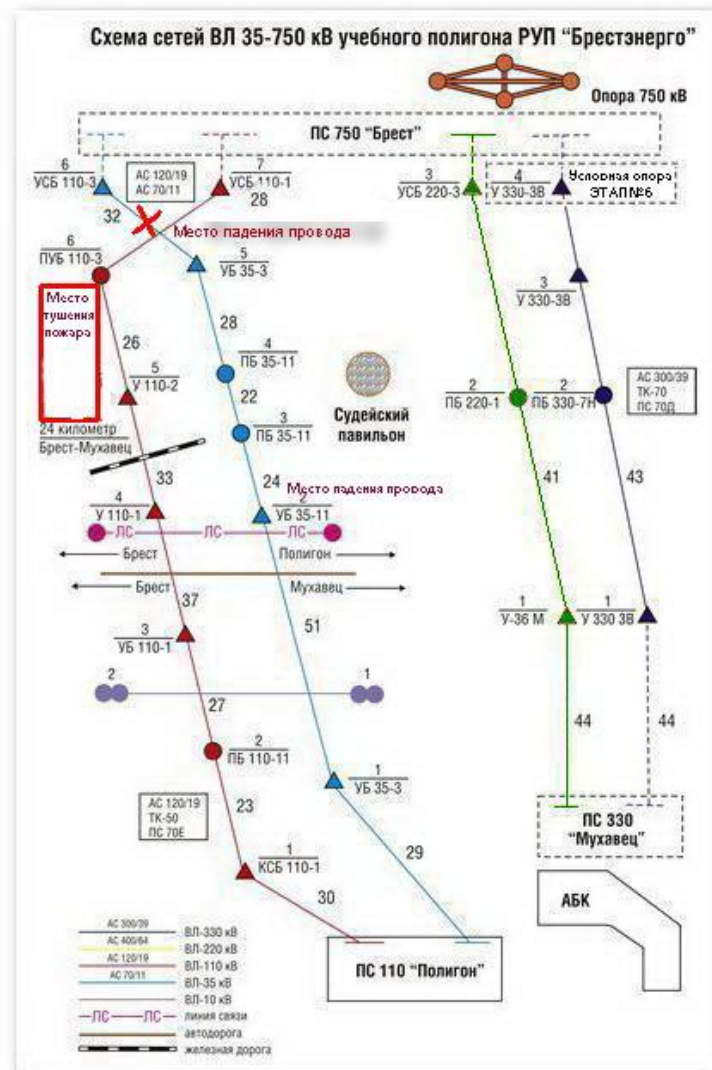 Схема сетей ВЛ 35-750 кВ учебного полигона РУП “Брестэнерго”
Опора 750 кВ
ПС 750 “Брест”
6
УСБ 110-3
АС 120/19
АС 70/11
7
УСБ 110-1
3
УСБ 220-3
4
У 330-3В
Условная опора
ЭТАП №6
32
28
Место падения провода
6
ПУБ 110-3
5
УБ 35-3
3
У 330-3В
Место
тушения
пожара
26
28
4
ПБ 35-11
5
У 110-2
22
2
ПБ 220-1
2
ПБ 330-7Н
АС 300/39
ТК-70
ПС 70Д
3
ПБ 35-11
Судейский
павильон
24 километр
Брест-Мухавец
33
24
Место падения провода
41
43
4
У 110-1
2
УБ 35-11
ЛС
ЛС
ЛС
Брест
Полигон
Брест
Мухавец
37
51
3
УБ 110-1
1
У-36 М
1
У 330 3В
2
1
27
44
44
2
ПБ 110-11
1
УБ 35-3
АС 120/19
ТК-50
ПС 70Е
23
29
ПС 330
“Мухавец”
1
КСБ 110-1
30
АБК
ПС 110 “Полигон”
АС 300/39
ВЛ-330 кВ
АС 400/64
ВЛ-220 кВ
АС 120/19
ВЛ-110 кВ
АС 70/11
ВЛ-35 кВ
ВЛ-10 кВ
ЛС
ЛС
линия связи
автодорога
железная дорога